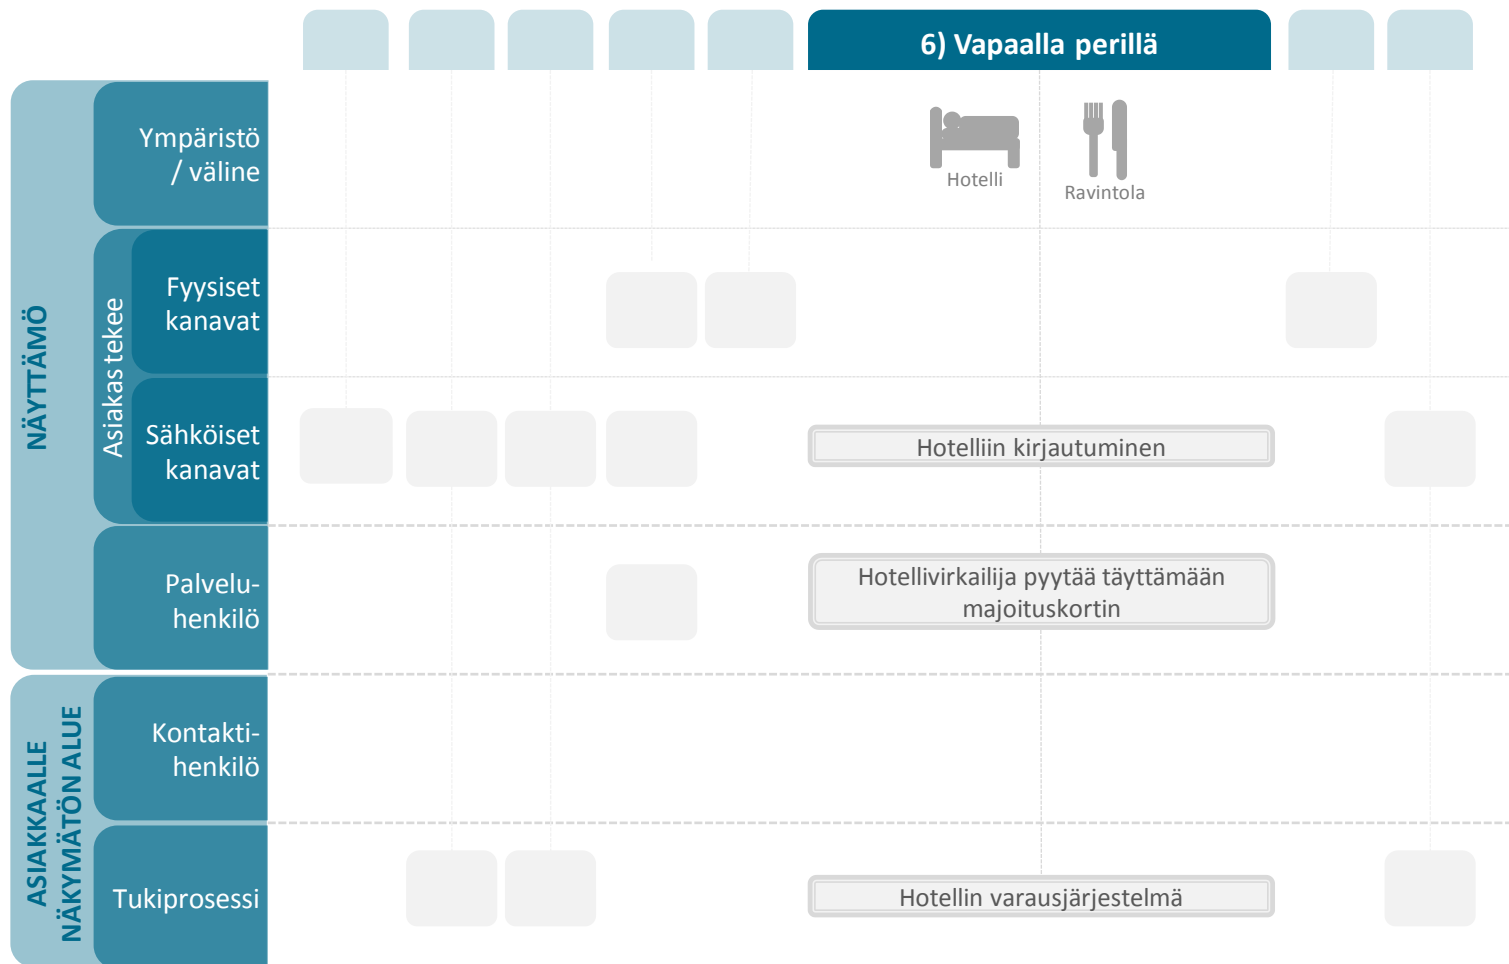 6) Vapaalla perillä
Ympäristö
/ väline
Hotelli
Ravintola
NÄYTTÄMÖ
Asiakas tekee
Fyysiset
kanavat
Sähköiset
kanavat
Hotelliin kirjautuminen
Palvelu-
henkilö
Hotellivirkailija pyytää täyttämään
majoituskortin
ASIAKKAALLE
NÄKYMÄTÖN ALUE
Kontakti-
henkilö
Tukiprosessi
Hotellin varausjärjestelmä